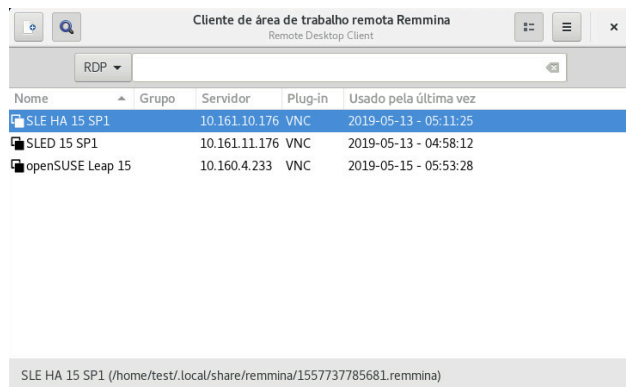 Cliente de área de trabalho remota Remmina
Remote Desktop Client
RDP
Nome Grupo Servidor Plug-in Usado pela última vez
SLE HA 15 SP1 10.161.10.176 VNC 2019-05-13 - 05:11:25
SLED 15 SP1 10.161.11.176 VNC 2019-05-13 - 04:58:12
openSUSE Leap 15 10.160.4.233 VNC 2019-05-15 - 05:53:28
SLE HA 15 SP1 (/home/test/.local/share/remmina/1557737785681.remmina)